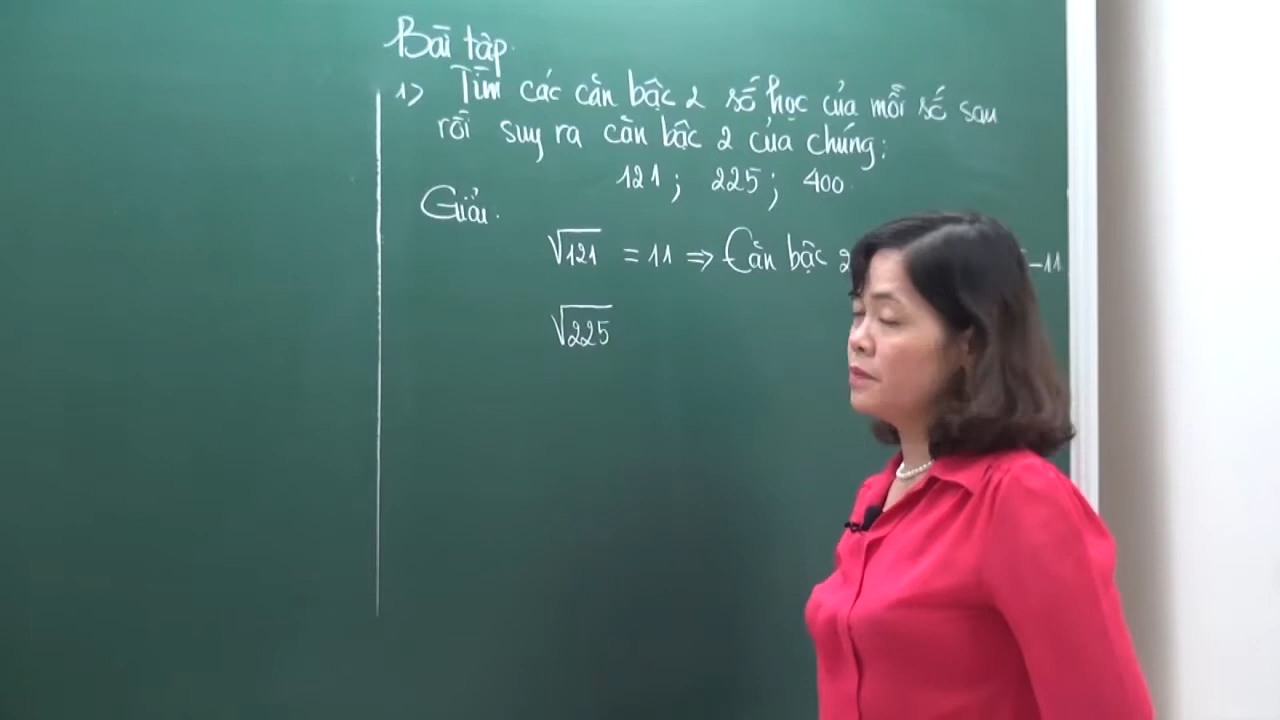 Bài tập.
1> Tìm các căn bậc 2 số học của mỗi số sau
rồi suy ra căn bậc 2 của chúng:
121; 225; 400.
Giải.
√121 = 11 => Căn bậc 2 -11
√225